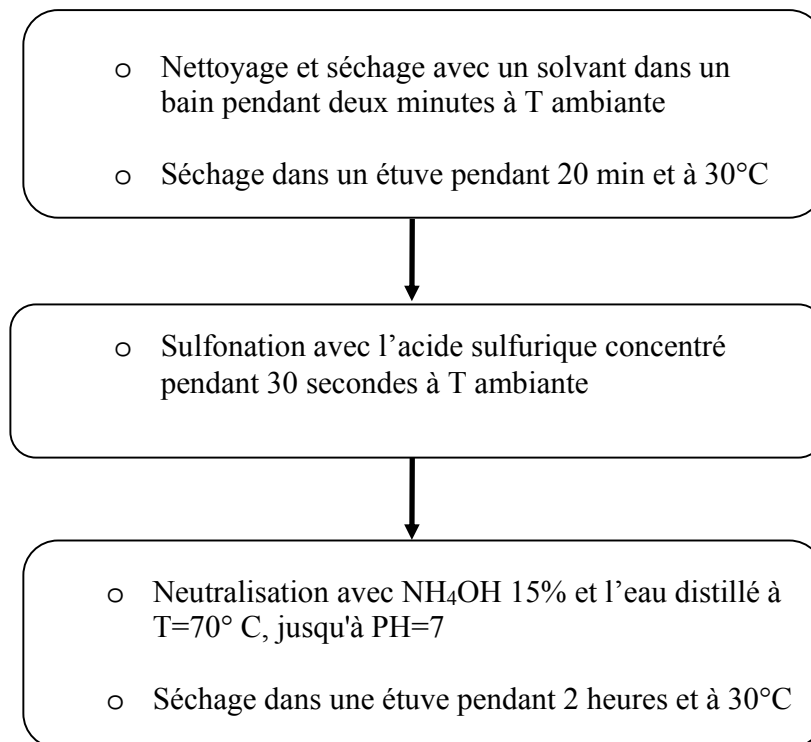 o Nettoyage et séchage avec un solvant dans un
bain pendant deux minutes à T ambiante
o Séchage dans un étuve pendant 20 min et à 30°C
o Sulfonation avec l’acide sulfurique concentré
pendant 30 secondes à T ambiante
o Neutralisation avec NH₄OH 15% et l’eau distillé à
T=70° C, jusqu'à PH=7
o Séchage dans une étuve pendant 2 heures et à 30°C